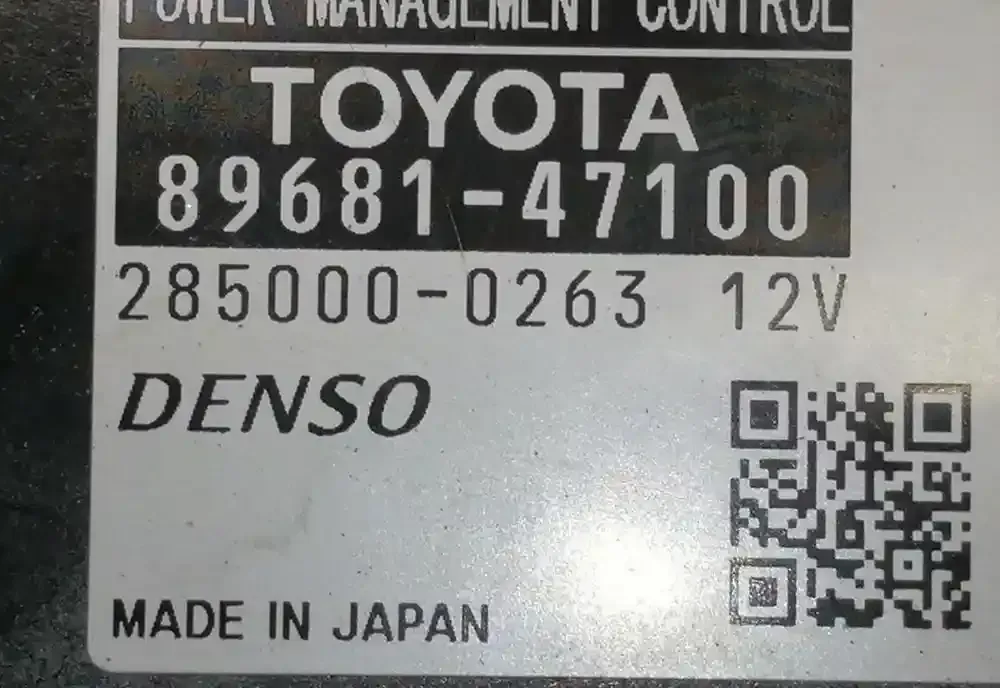 POWER MANAGEMENT CONTROL
TOYOTA
89681-47100
285000-0263 12V
DENSO
MADE IN JAPAN